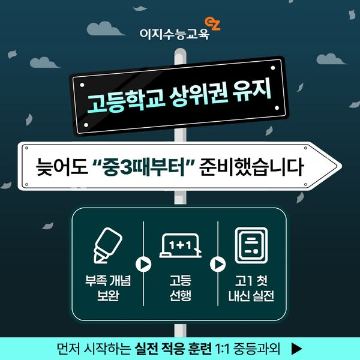 이지수능교육 ez
고등학교 상위권 유지
늦어도 “중3때부터” 준비했습니다
1+1
부족 개념
보완
고등
선행
고1 첫
내신 실전
먼저 시작하는 실전 적응 훈련 1:1 중등과외 ▶